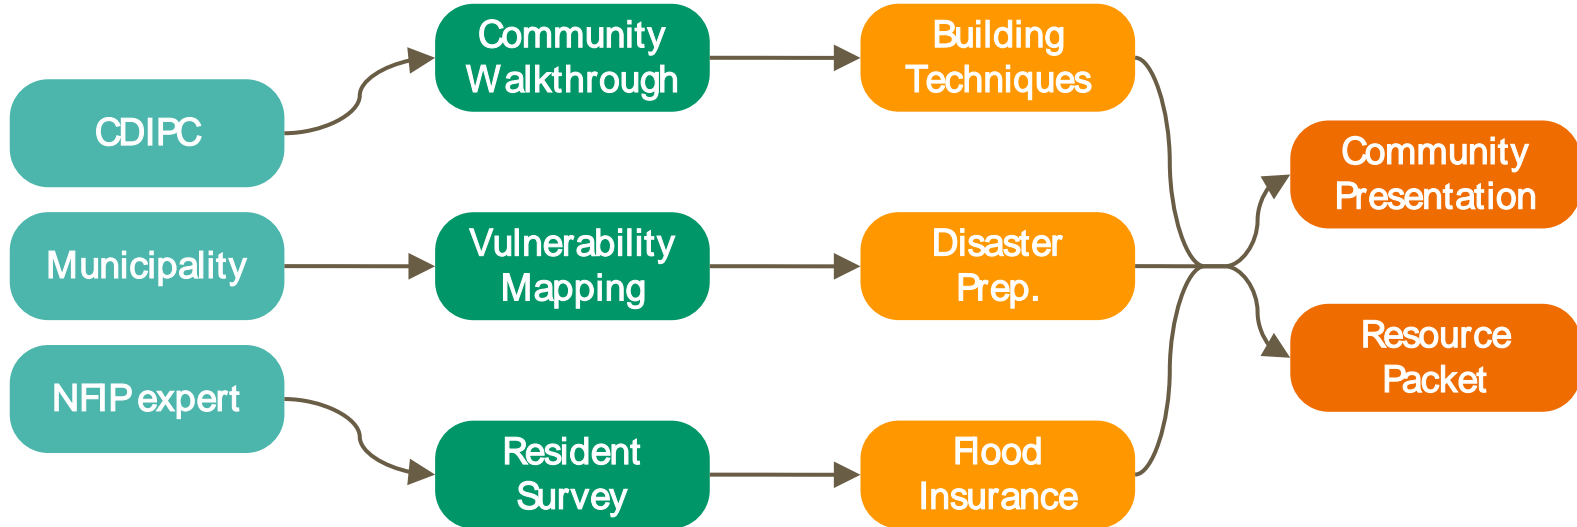 CDIPC
Municipality
NFIP expert
Community
Walkthrough
Vulnerability
Mapping
Resident
Survey
Building
Techniques
Disaster
Prep.
Flood
Insurance
Community
Presentation
Resource
Packet